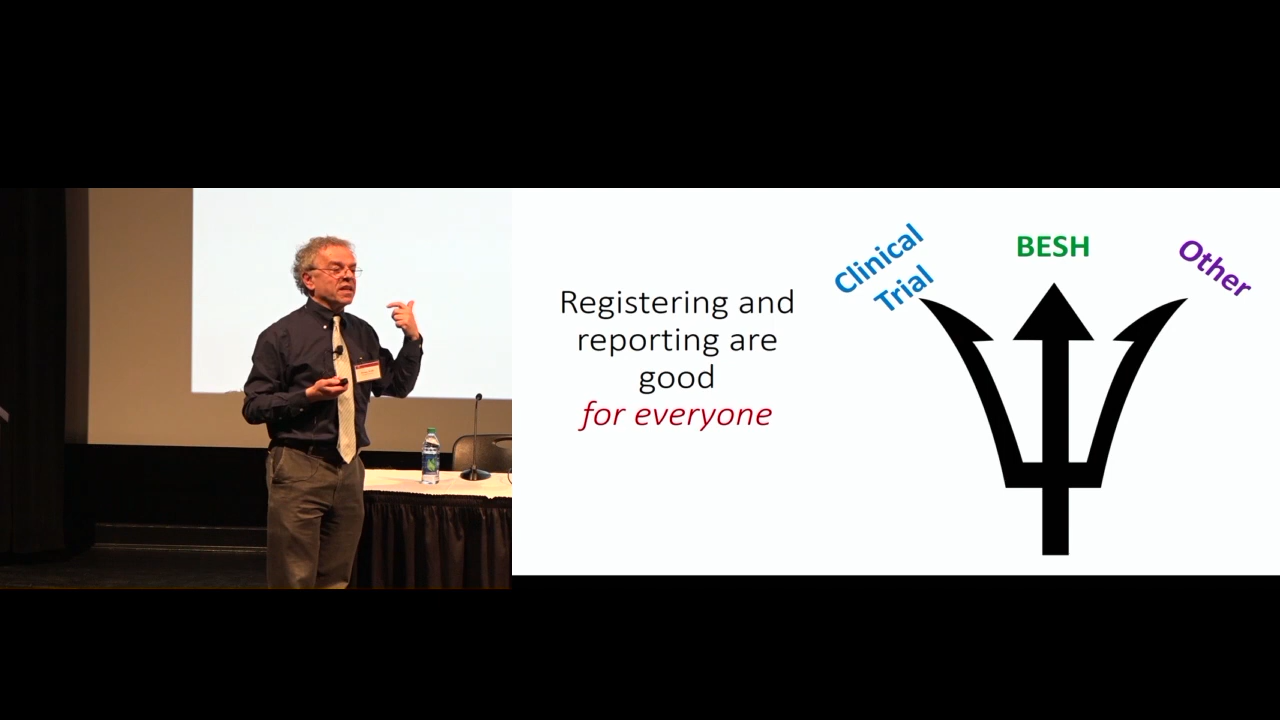 Registering and
reporting are
good
for everyone
Clinical
Trial
BESH
Other